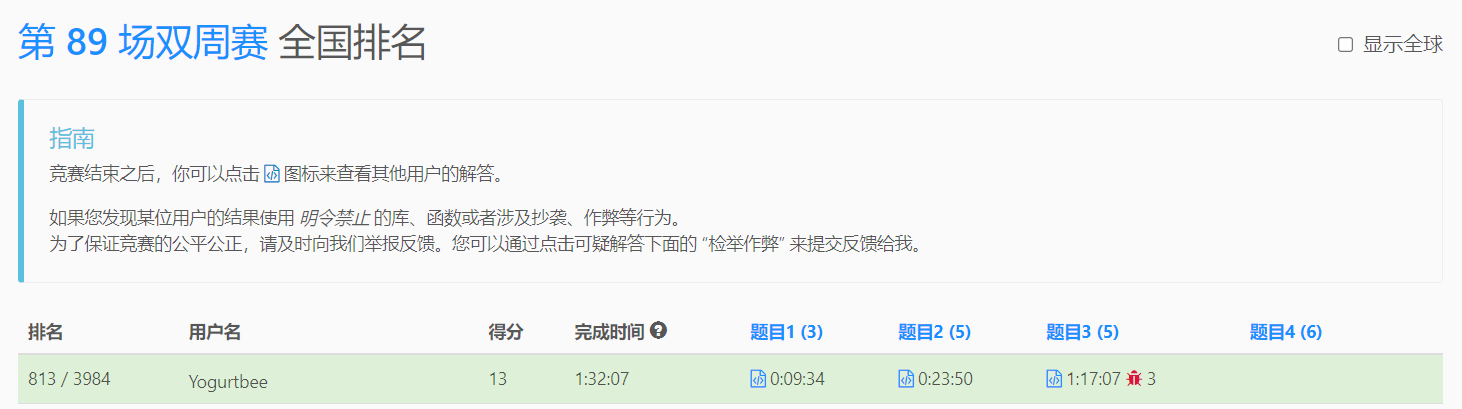 第 89 场双周赛 全国排名
显示全球
指南
竞赛结束之后，你可以点击 图标来查看其他用户的解答。
如果您发现某位用户的结果使用 明令禁止 的库、函数或者涉及抄袭、作弊等行为。
为了保证竞赛的公平公正，请及时向我们举报反馈。您可以通过点击可疑解答下面的 “检举作弊” 来提交反馈给我。
排名 用户名 得分 完成时间 题目1 (3) 题目2 (5) 题目3 (5) 题目4 (6)
813 / 3984 Yogurtbee 13 1:32:07 0:09:34 0:23:50 1:17:07 3